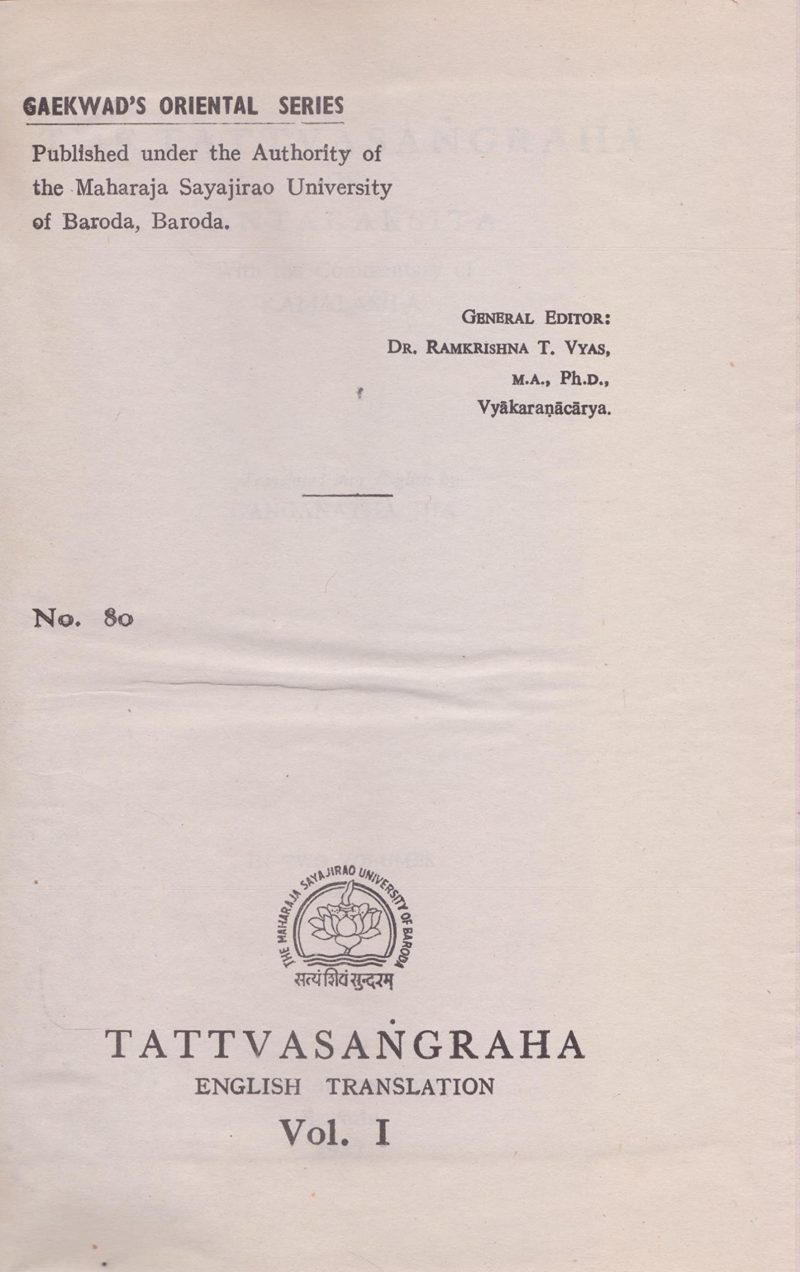 GAEKWAD'S ORIENTAL SERIES
Published under the Authority of
the Maharaja Sayajirao University
of Baroda, Baroda.
GENERAL EDITOR:
DR. RAMKRISHNA T. VYAS,
M.A., Ph.D.,
Vyākaraṇācārya.
No. 80
THE MAHARAJA SAYAJIRAO UNIVERSITY OF BARODA
सत्यं शिवं सुन्दरम्
TATTVASAṄGRAHA
ENGLISH TRANSLATION
Vol. I